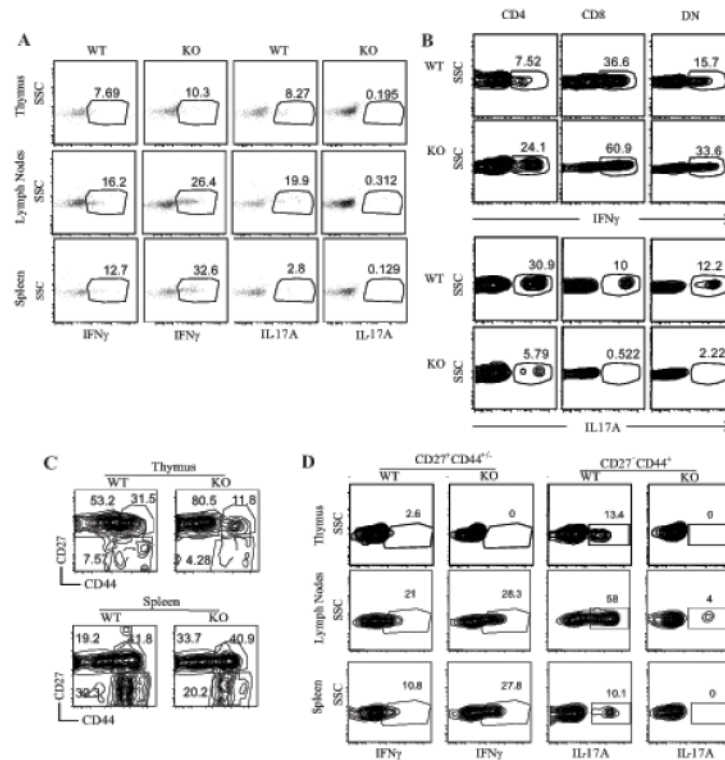 A
WT KO WT KO
Thymus SSC 7.69 10.3 8.27 0.195
Lymph Nodes SSC 16.2 26.4 19.9 0.312
Spleen SSC 12.7 32.6 2.8 0.129
IFNγ IFNγ IL-17A IL-17A
B
CD4 CD8 DN
WT SSC 7.52 36.6 15.7
KO SSC 24.1 60.9 33.6
IFNγ
WT SSC 30.9 10 12.2
KO SSC 5.79 0.522 2.22
IL17A
C
Thymus
WT KO
53.2 31.5 80.5 11.8
7.57 4.28
CD27
CD44
Spleen
WT KO
19.2 41.8 33.7 40.9
20.2
CD27
CD44
D
CD27⁺CD44⁺/⁻ CD27⁻CD44⁺
WT KO WT KO
Thymus SSC 2.6 0 13.4 0
Lymph Nodes SSC 21 28.3 58 4
Spleen SSC 10.8 27.8 10.1 0
IFNγ IFNγ IL-17A IL-17A